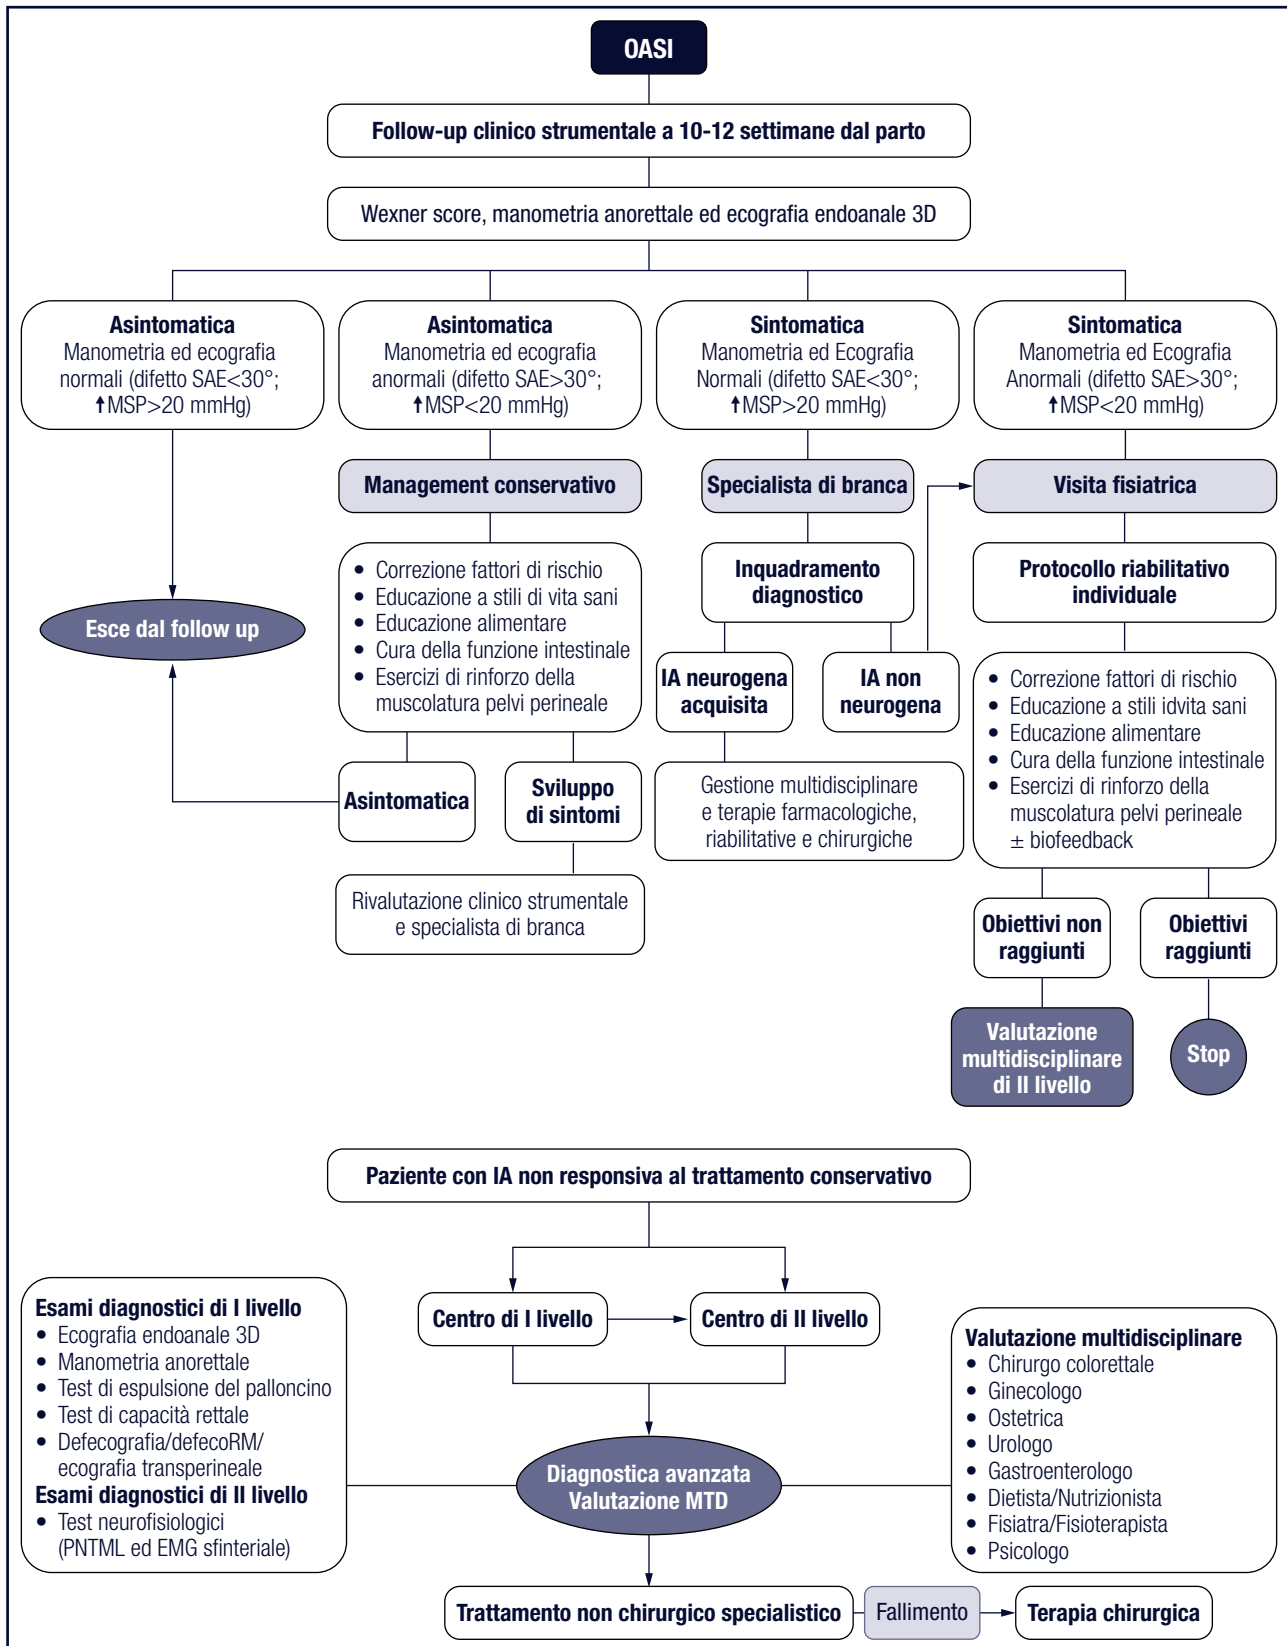 OASI
Follow-up clinico strumentale a 10-12 settimane dal parto
Wexner score, manometria anorettale ed ecografia endoanale 3D
Asintomatica
Manometria ed ecografia
normali (difetto SAE<30°;
↑MSP>20 mmHg)
Asintomatica
Manometria ed ecografia
anormali (difetto SAE>30°;
↑MSP<20 mmHg)
Sintomatica
Manometria ed Ecografia
Normali (difetto SAE<30°;
↑MSP>20 mmHg)
Sintomatica
Manometria ed Ecografia
Anormali (difetto SAE>30°;
↑MSP<20 mmHg)
Management conservativo
Specialista di branca
Visita fisiatrica
Esce dal follow up
• Correzione fattori di rischio
• Educazione a stili di vita sani
• Educazione alimentare
• Cura della funzione intestinale
• Esercizi di rinforzo della
muscolatura pelvi perineale
Inquadramento
diagnostico
Protocollo riabilitativo
individuale
IA neurogena
acquisita
IA non
neurogena
• Correzione fattori di rischio
• Educazione a stili idvita sani
• Educazione alimentare
• Cura della funzione intestinale
• Esercizi di rinforzo della
muscolatura pelvi perineale
± biofeedback
Asintomatica
Sviluppo
di sintomi
Gestione multidisciplinare
e terapie farmacologiche,
riabilitative e chirurgiche
Rivalutazione clinico strumentale
e specialista di branca
Obiettivi non
raggiunti
Obiettivi
raggiunti
Valutazione
multidisciplinare
di II livello
Stop
Paziente con IA non responsiva al trattamento conservativo
Centro di I livello
Centro di II livello
Esami diagnostici di I livello
• Ecografia endoanale 3D
• Manometria anorettale
• Test di espulsione del palloncino
• Test di capacità rettale
• Defecografia/defecoRM/
ecografia transperineale
Esami diagnostici di II livello
• Test neurofisiologici
(PNTML ed EMG sfinteriale)
Diagnostica avanzata
Valutazione MTD
Valutazione multidisciplinare
• Chirurgo colorettale
• Ginecologo
• Ostetrica
• Urologo
• Gastroenterologo
• Dietista/Nutrizionista
• Fisiatra/Fisioterapista
• Psicologo
Trattamento non chirurgico specialistico
Fallimento
Terapia chirurgica